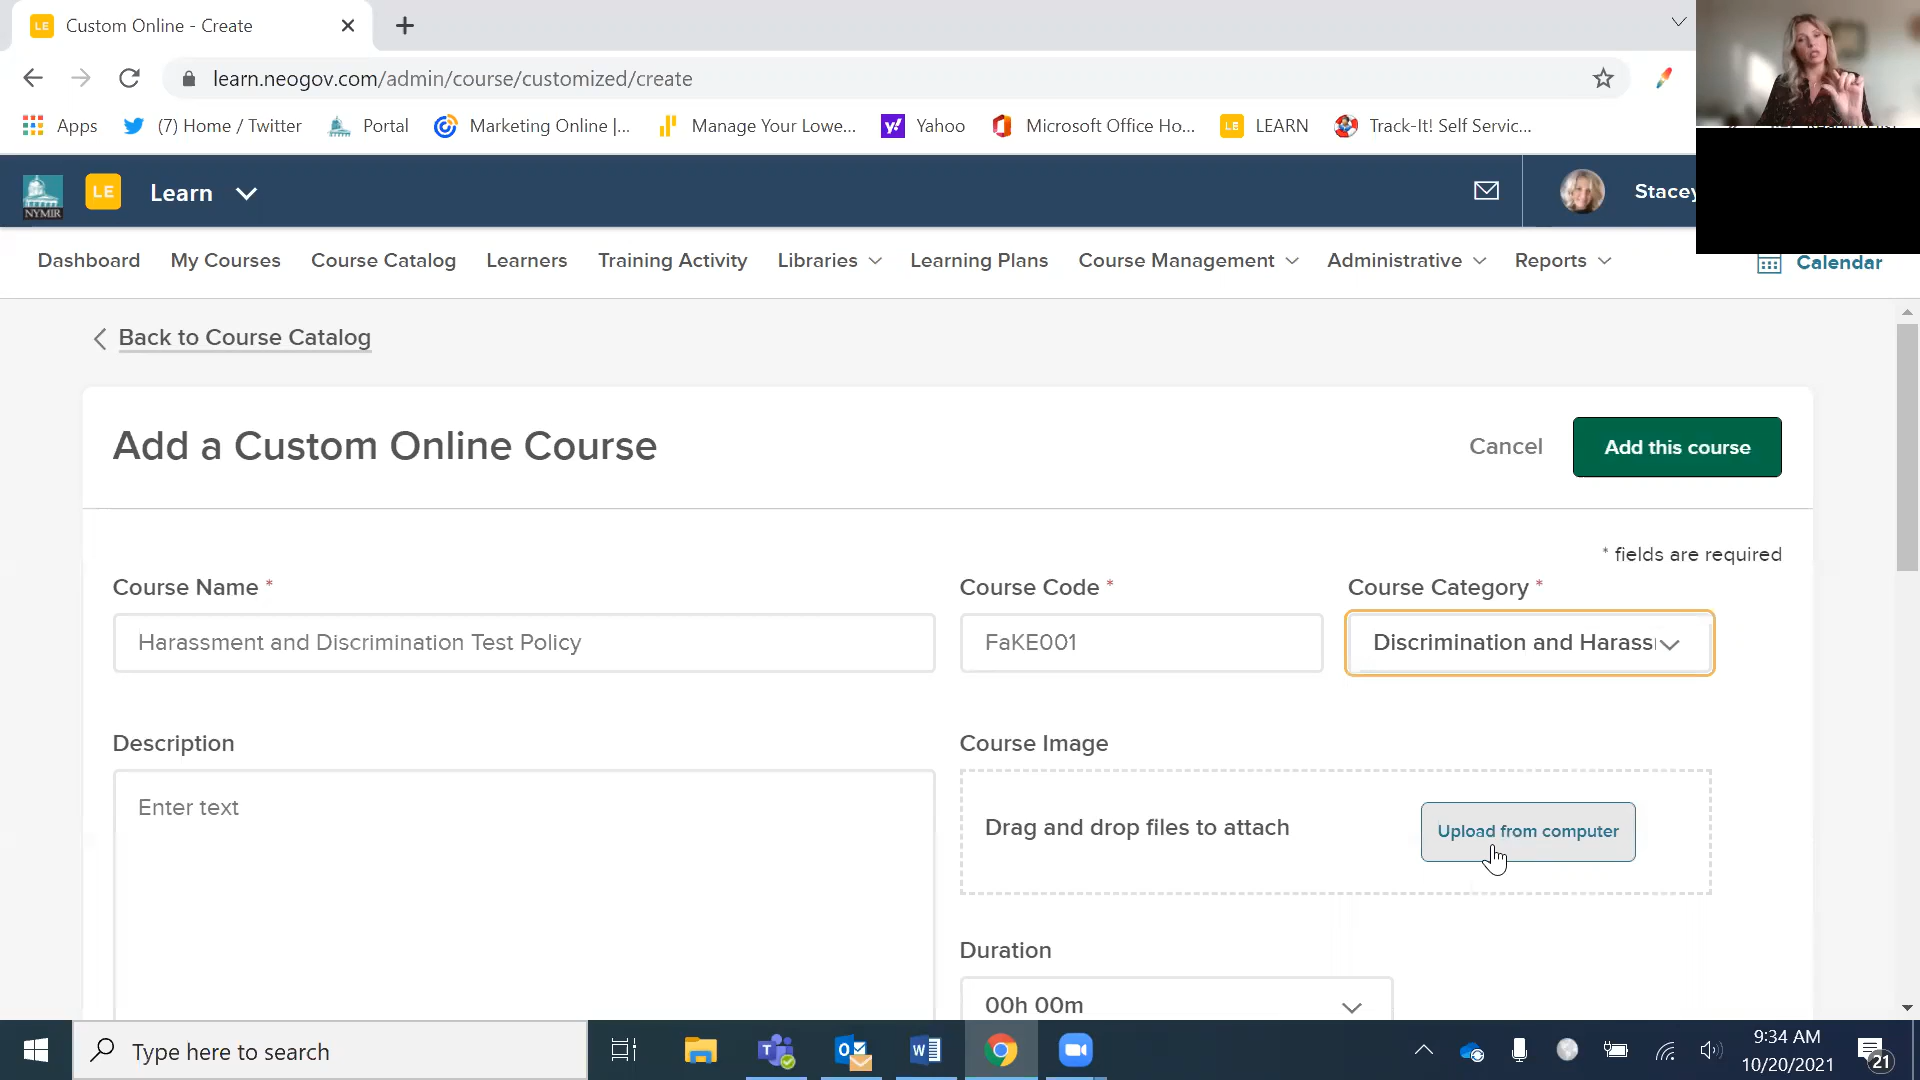 LE Custom Online - Create
learn.neogov.com/admin/course/customized/create
Apps (7) Home / Twitter Portal Marketing Online |... Manage Your Lowe... Yahoo Microsoft Office Ho... LE LEARN Track-It! Self Servic...
NYMIR LE Learn Stacey
Dashboard My Courses Course Catalog Learners Training Activity Libraries Learning Plans Course Management Administrative Reports Calendar
Back to Course Catalog
Add a Custom Online Course Cancel Add this course
* fields are required
Course Name * Course Code * Course Category *
Harassment and Discrimination Test Policy FaKE001 Discrimination and Harass
Description Course Image
Enter text
Drag and drop files to attach Upload from computer
Duration
00h 00m
Type here to search
9:34 AM
10/20/2021
21